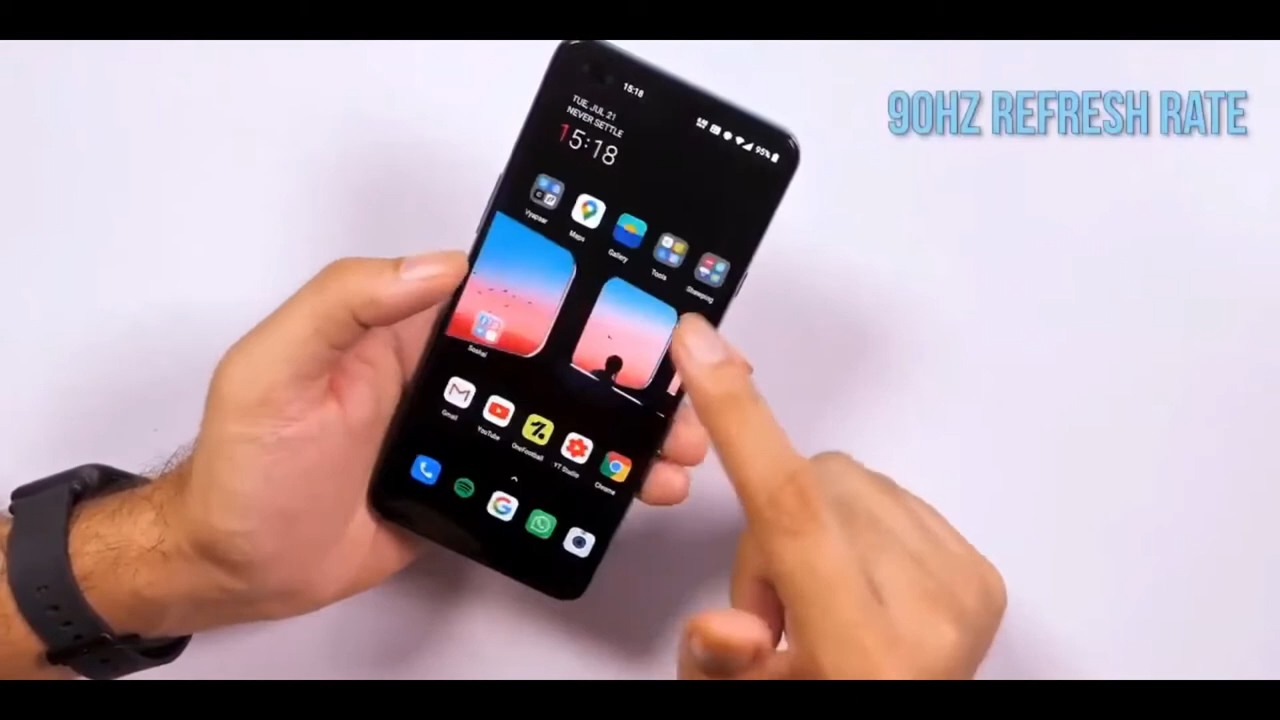 90HZ REFRESH RATE
15:18
95%
TUE, JUL 21
NEVER SETTLE
15:18
Vyapaar
Maps
Gallery
Tools
Shopping
Social
Gmail
YouTube
OneFootball
YT Studio
Chrome